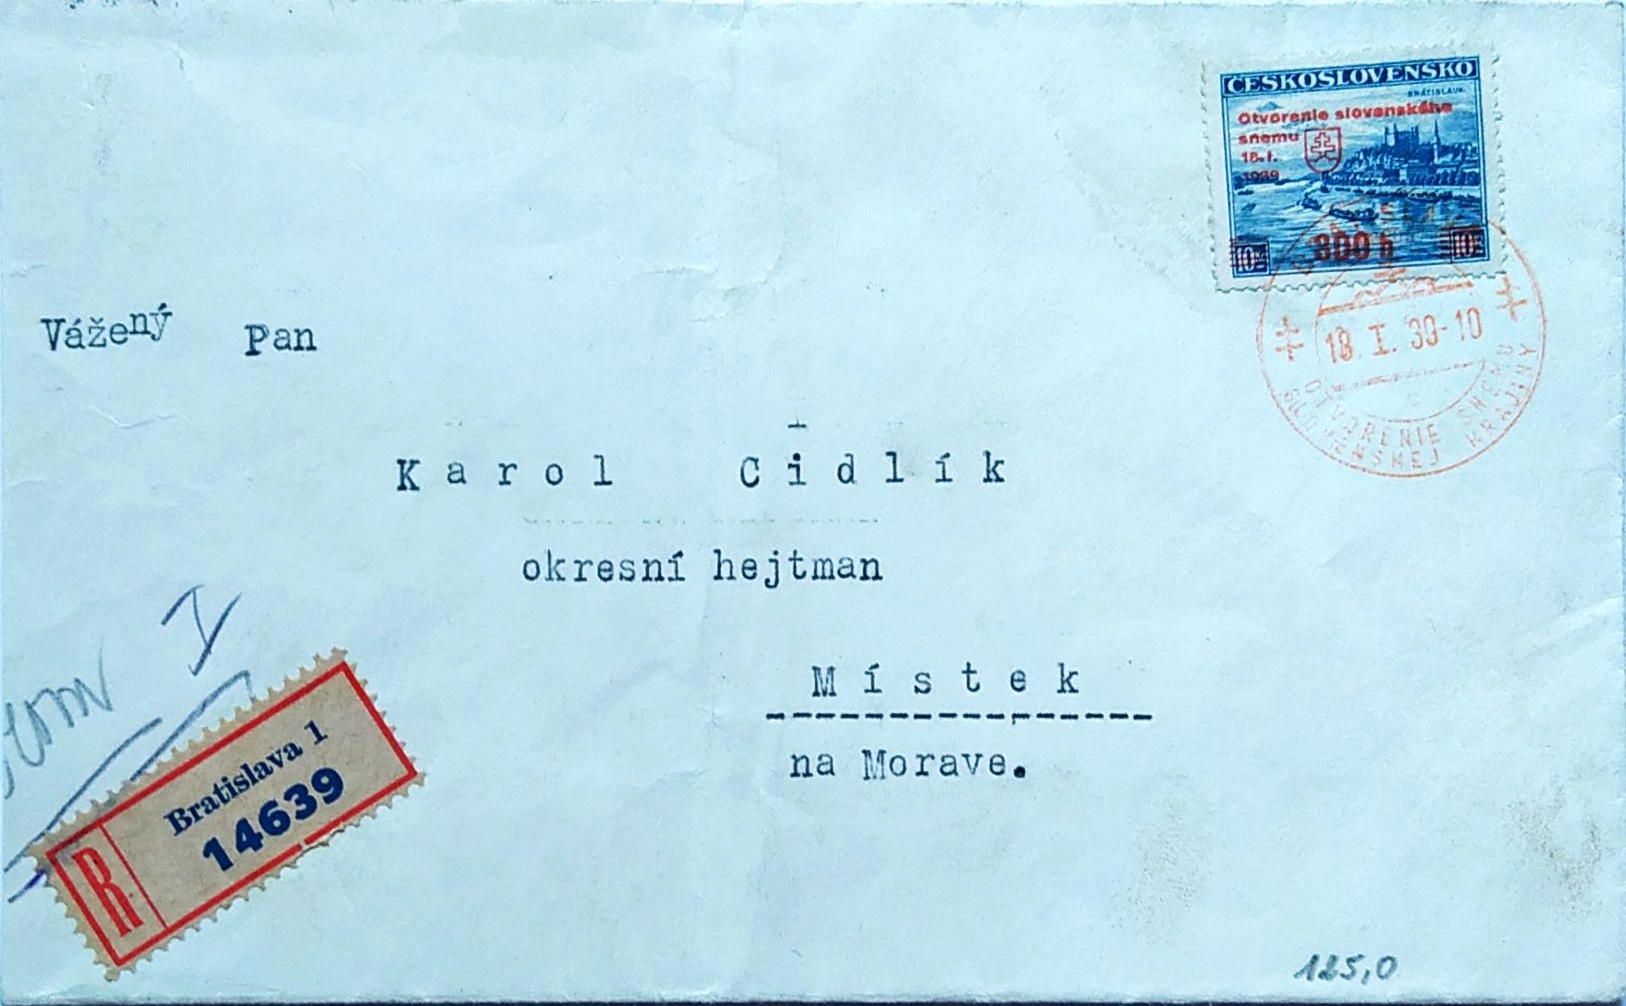 ČESKOSLOVENSKO
BRATISLAVA
Otvorenie slovenského
snemu
18. I.
1939
300 h
10 10
18. I. 39-10
OTVORENIE SNEMU
SLOVENSKEJ KRAJINY
Vážený Pan
Karol Cidlík
okresní hejtman
Místek
na Morave.
I
R
Bratislava 1
14639
125,0